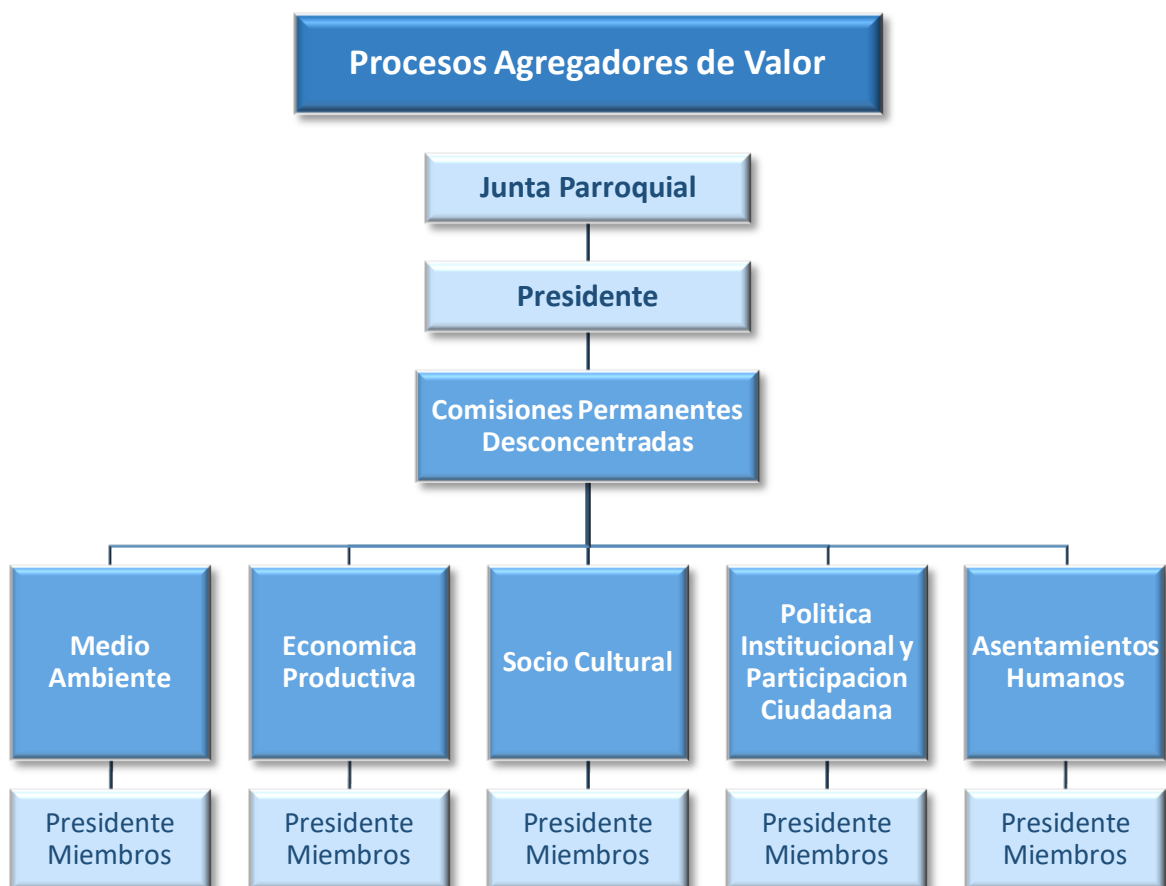 Procesos Agregadores de Valor
Junta Parroquial
Presidente
Comisiones Permanentes
Desconcentradas
Medio
Ambiente
Economica
Productiva
Socio Cultural
Politica
Institucional y
Participacion
Ciudadana
Asentamientos
Humanos
Presidente
Miembros
Presidente
Miembros
Presidente
Miembros
Presidente
Miembros
Presidente
Miembros